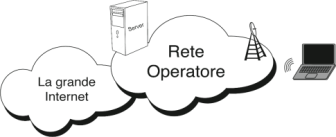 Server
Rete
Operatore
La grande
Internet